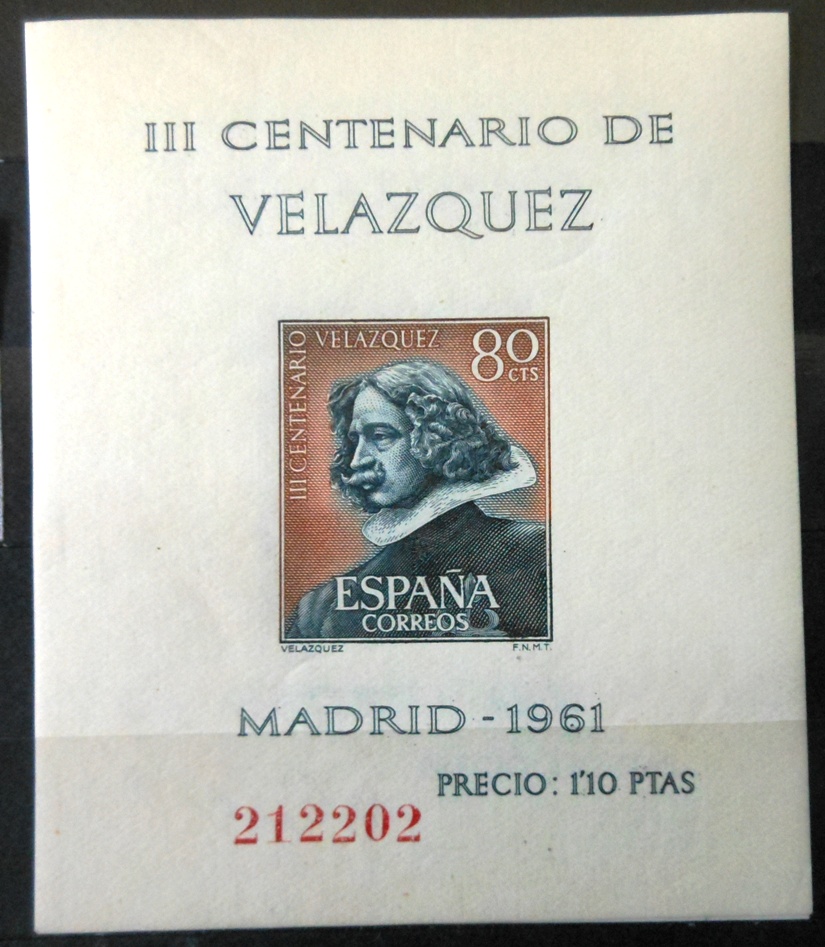 III CENTENARIO DE
VELAZQUEZ
III CENTENARIO VELAZQUEZ
80
CTS
ESPAÑA
CORREOS
VELAZQUEZ F.N.M.T.
MADRID - 1961
PRECIO: 1'10 PTAS
212202